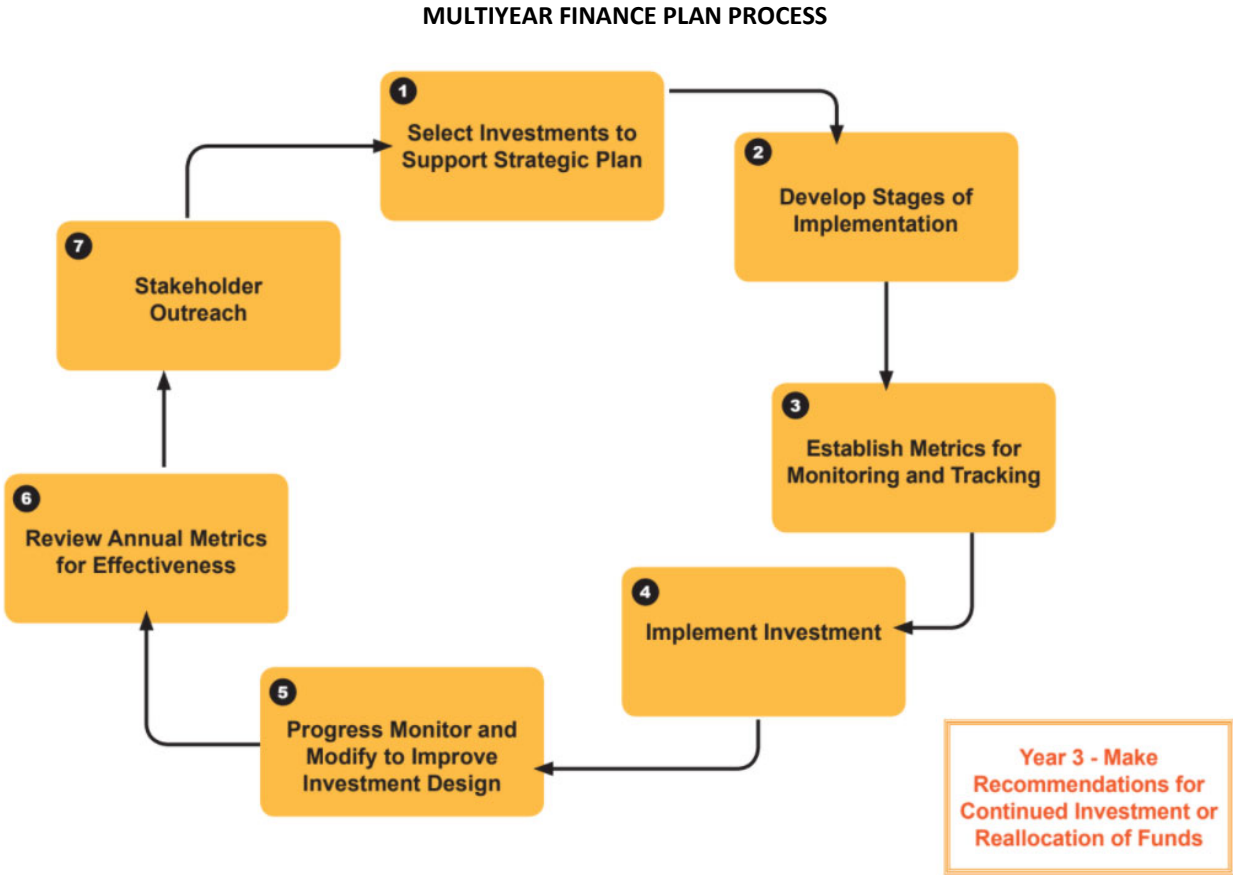 MULTIYEAR FINANCE PLAN PROCESS
1
Select Investments to
Support Strategic Plan
2
Develop Stages of
Implementation
3
Establish Metrics for
Monitoring and Tracking
4
Implement Investment
5
Progress Monitor and
Modify to Improve
Investment Design
6
Review Annual Metrics
for Effectiveness
7
Stakeholder
Outreach
Year 3 - Make
Recommendations for
Continued Investment or
Reallocation of Funds